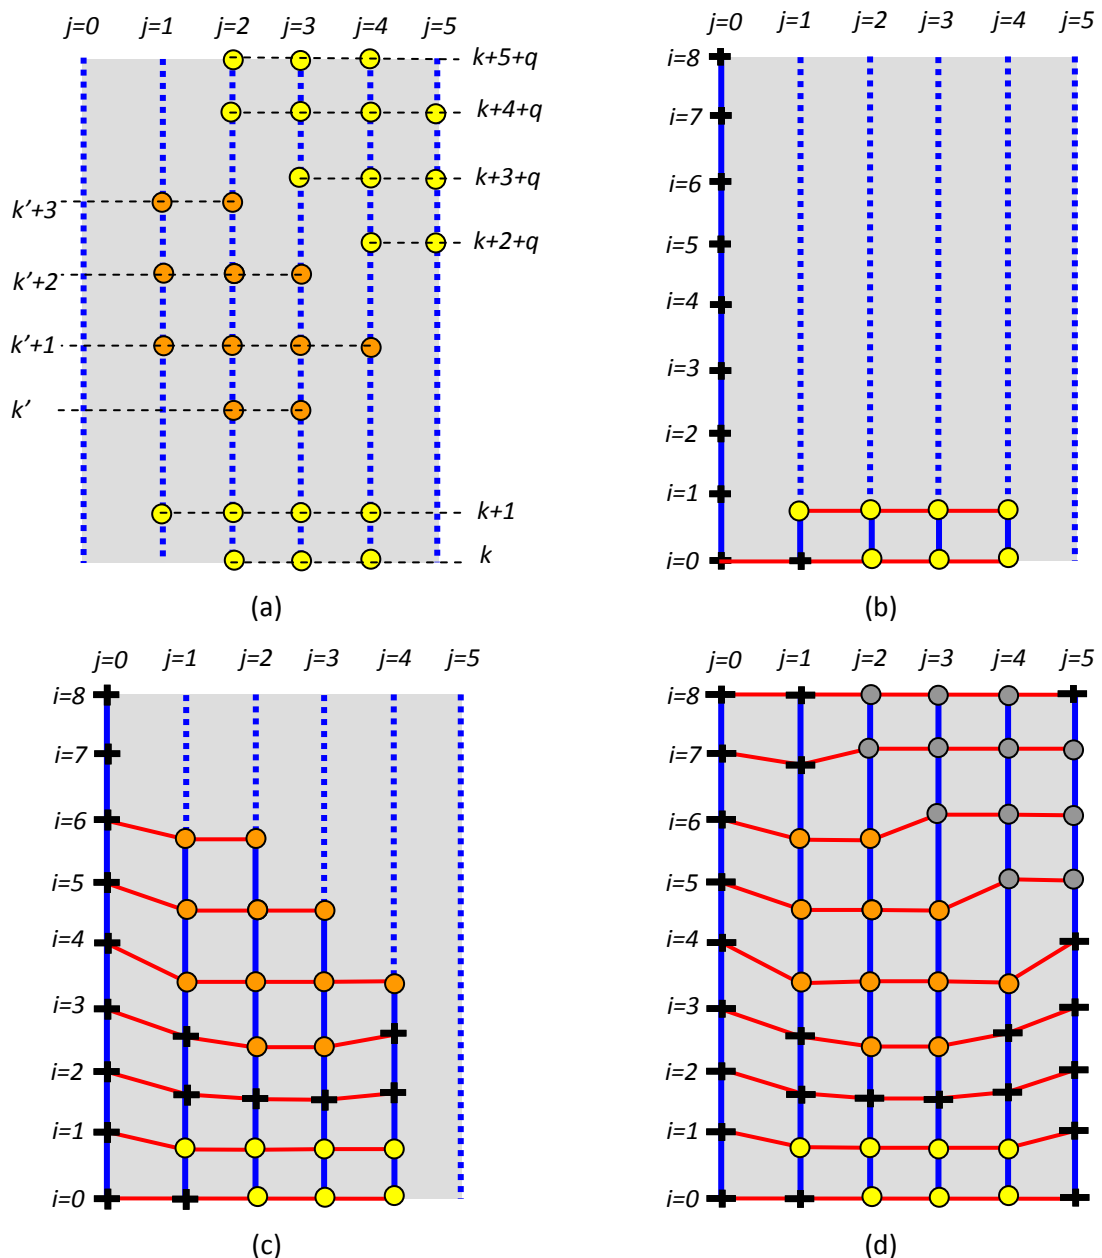 j=0 j=1 j=2 j=3 j=4 j=5
k+5+q
k+4+q
k+3+q
k'+3
k+2+q
k'+2
k'+1
k'
k+1
k
(a)
j=0 j=1 j=2 j=3 j=4 j=5
i=8
i=7
i=6
i=5
i=4
i=3
i=2
i=1
i=0
(b)
j=0 j=1 j=2 j=3 j=4 j=5
i=8
i=7
i=6
i=5
i=4
i=3
i=2
i=1
i=0
(c)
j=0 j=1 j=2 j=3 j=4 j=5
i=8
i=7
i=6
i=5
i=4
i=3
i=2
i=1
i=0
(d)